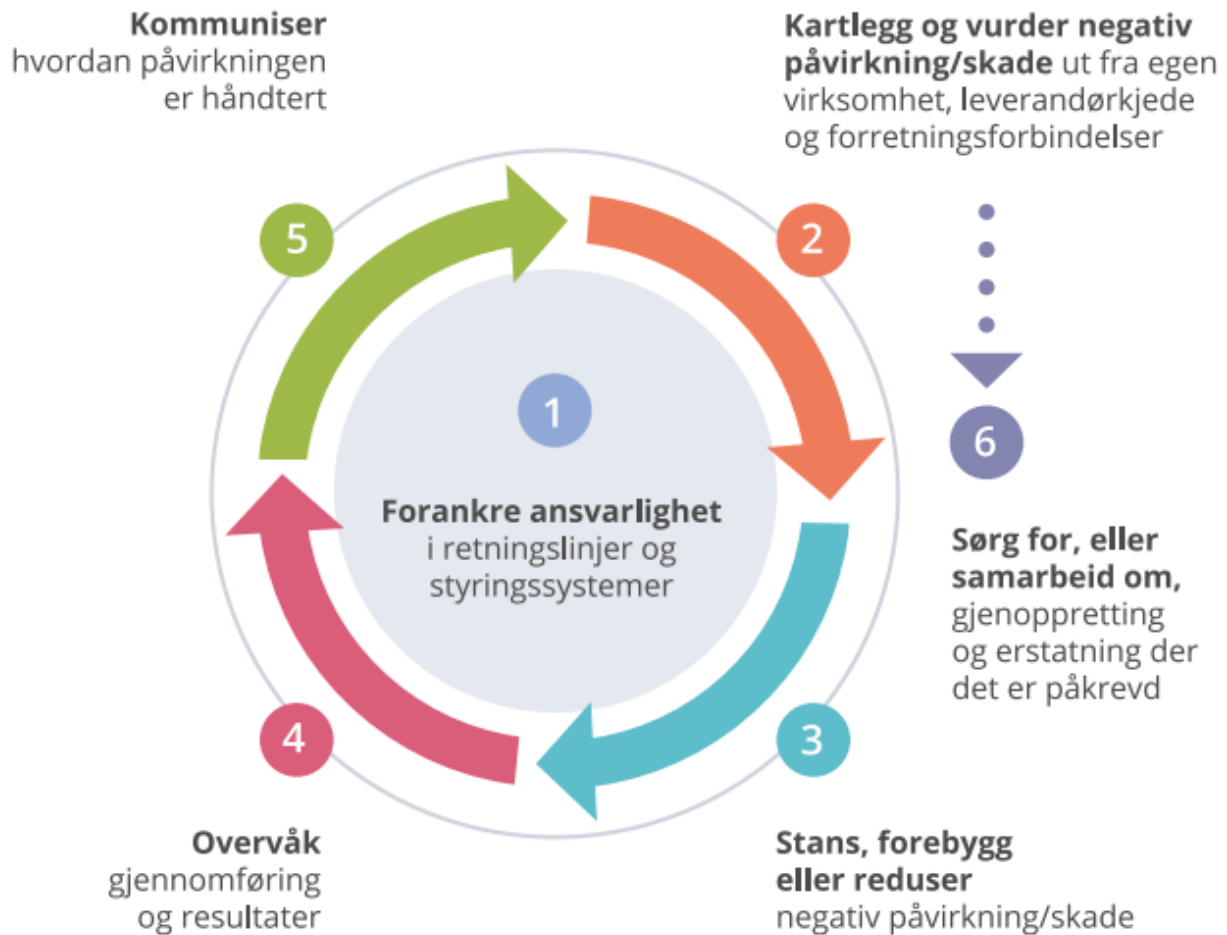 Kommuniser
hvordan påvirkningen
er håndtert
Kartlegg og vurder negativ
påvirkning/skade ut fra egen
virksomhet, leverandørkjede
og forretningsforbindelser
5
2
1
Forankre ansvarlighet
i retningslinjer og
styringssystemer
6
Sørg for, eller
samarbeid om,
gjenoppretting
og erstatning der
det er påkrevd
4
3
Overvåk
gjennomføring
og resultater
Stans, forebygg
eller reduser
negativ påvirkning/skade